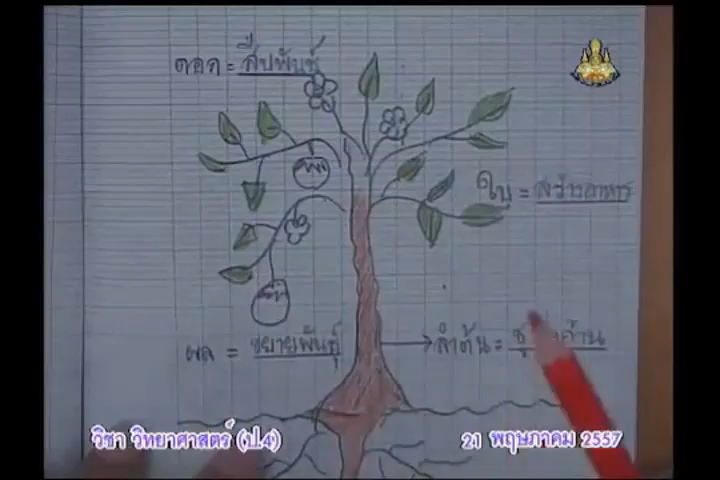 ดอก = สืบพันธุ์
ใบ = สร้างอาหาร
ผล = ขยายพันธุ์
ลำต้น =
วิชา วิทยาศาสตร์ (ป.4)
21 พฤษภาคม 2557